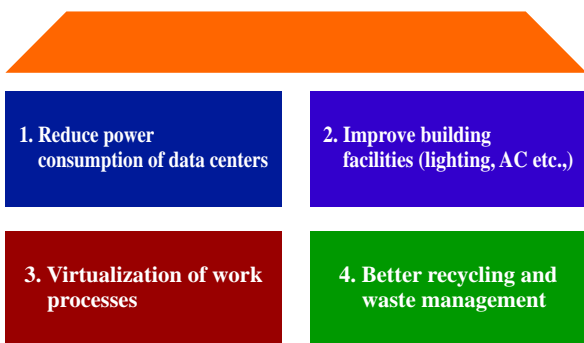 1. Reduce power
consumption of data centers
2. Improve building
facilities (lighting, AC etc.,)
3. Virtualization of work
processes
4. Better recycling and
waste management